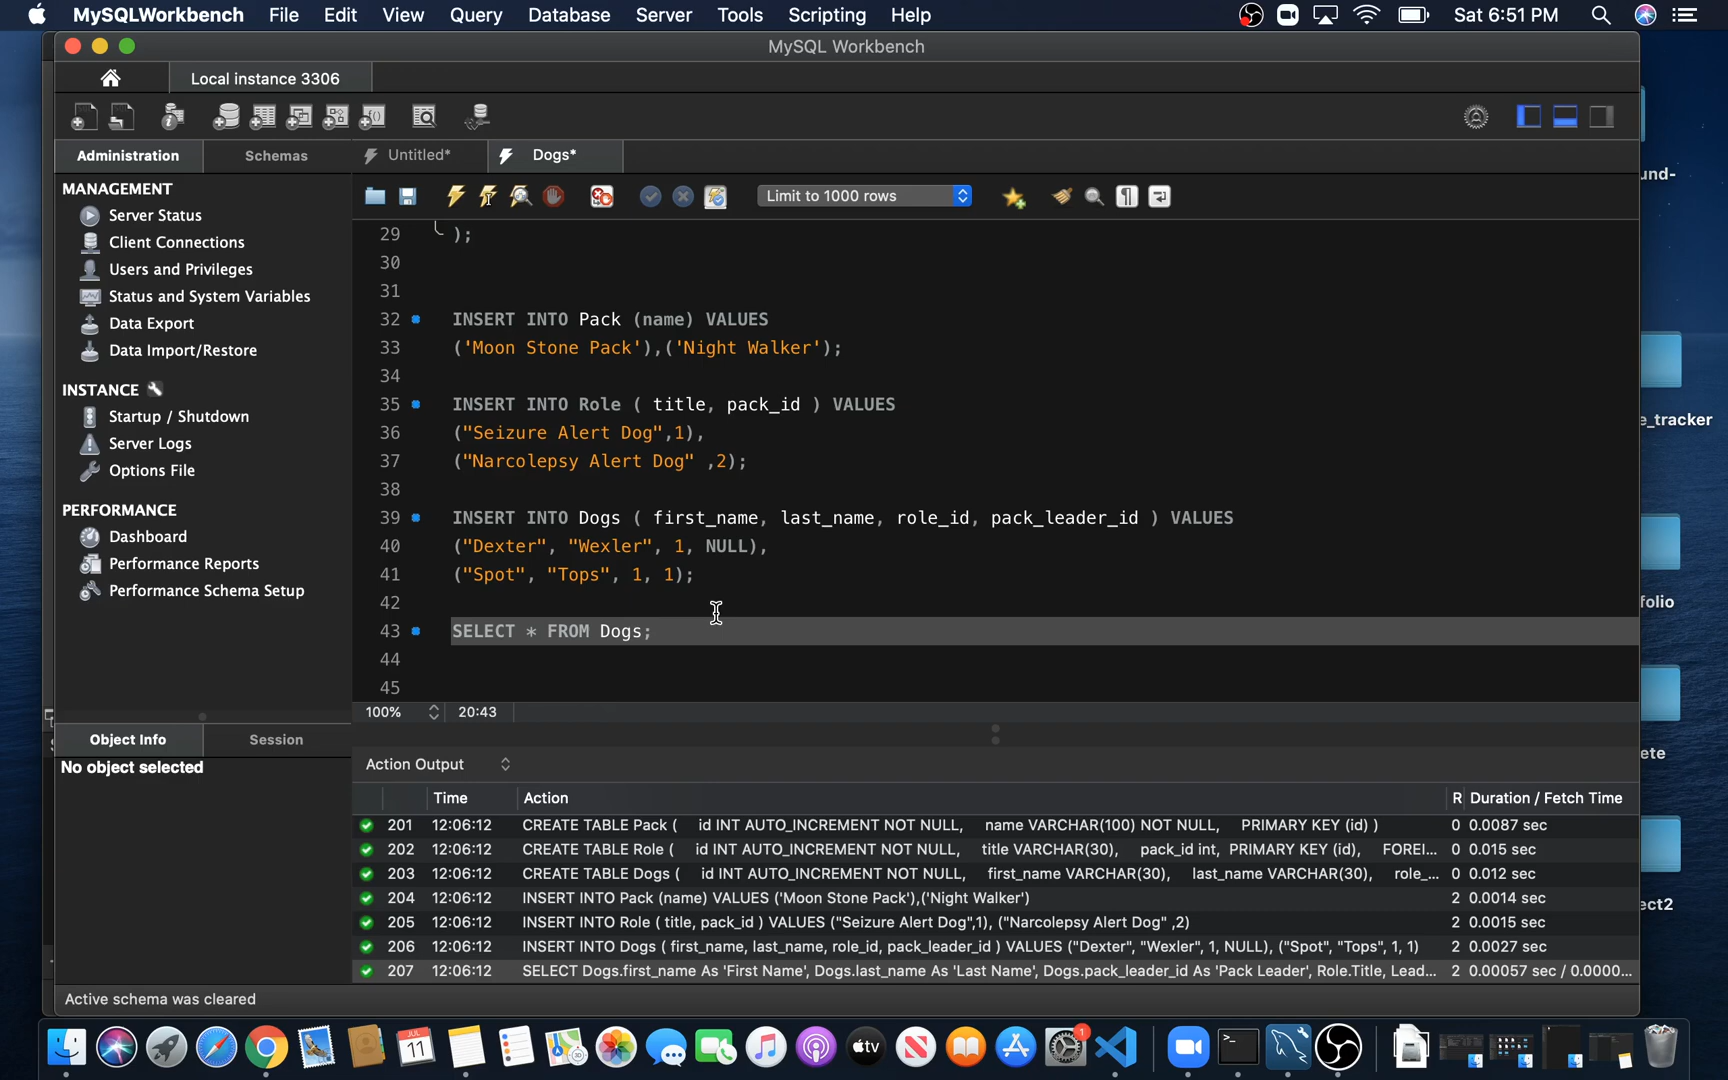 MySQLWorkbench File Edit View Query Database Server Tools Scripting Help Sat 6:51 PM
MySQL Workbench
Local instance 3306
Administration Schemas Untitled* Dogs*
MANAGEMENT
Server Status
Client Connections
Users and Privileges
Status and System Variables
Data Export
Data Import/Restore
INSTANCE
Startup / Shutdown
Server Logs
Options File
PERFORMANCE
Dashboard
Performance Reports
Performance Schema Setup
Limit to 1000 rows
29 );
30
31
32 INSERT INTO Pack (name) VALUES
33 ('Moon Stone Pack'),('Night Walker');
34
35 INSERT INTO Role ( title, pack_id ) VALUES
36 ("Seizure Alert Dog",1),
37 ("Narcolepsy Alert Dog" ,2);
38
39 INSERT INTO Dogs ( first_name, last_name, role_id, pack_leader_id ) VALUES
40 ("Dexter", "Wexler", 1, NULL),
41 ("Spot", "Tops", 1, 1);
42
43 SELECT * FROM Dogs;
44
45
100% 20:43
Object Info Session
No object selected
Action Output
Time Action R Duration / Fetch Time
201 12:06:12 CREATE TABLE Pack ( id INT AUTO_INCREMENT NOT NULL, name VARCHAR(100) NOT NULL, PRIMARY KEY (id) ) 0 0.0087 sec
202 12:06:12 CREATE TABLE Role ( id INT AUTO_INCREMENT NOT NULL, title VARCHAR(30), pack_id int, PRIMARY KEY (id), FOREI... 0 0.015 sec
203 12:06:12 CREATE TABLE Dogs ( id INT AUTO_INCREMENT NOT NULL, first_name VARCHAR(30), last_name VARCHAR(30), role_... 0 0.012 sec
204 12:06:12 INSERT INTO Pack (name) VALUES ('Moon Stone Pack'),('Night Walker') 2 0.0014 sec
205 12:06:12 INSERT INTO Role ( title, pack_id ) VALUES ("Seizure Alert Dog",1), ("Narcolepsy Alert Dog" ,2) 2 0.0015 sec
206 12:06:12 INSERT INTO Dogs ( first_name, last_name, role_id, pack_leader_id ) VALUES ("Dexter", "Wexler", 1, NULL), ("Spot", "Tops", 1, 1) 2 0.0027 sec
207 12:06:12 SELECT Dogs.first_name As 'First Name', Dogs.last_name As 'Last Name', Dogs.pack_leader_id As 'Pack Leader', Role.Title, Lead... 2 0.00057 sec / 0.0000...
Active schema was cleared
und-
e_tracker
folio
ete
ect2
JUL
11
tv
1